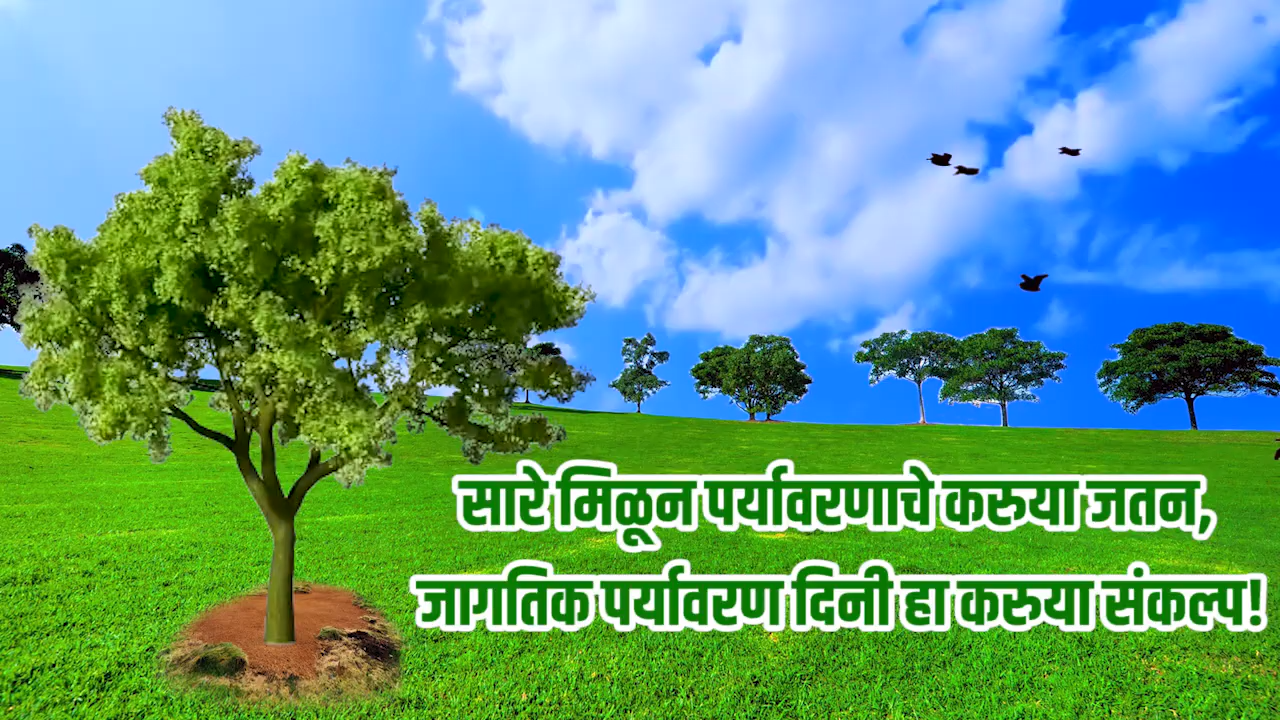 सारे मिळून पर्यावरणाचे करुया जतन,
जागतिक पर्यावरण दिनी हा करुया संकल्प!